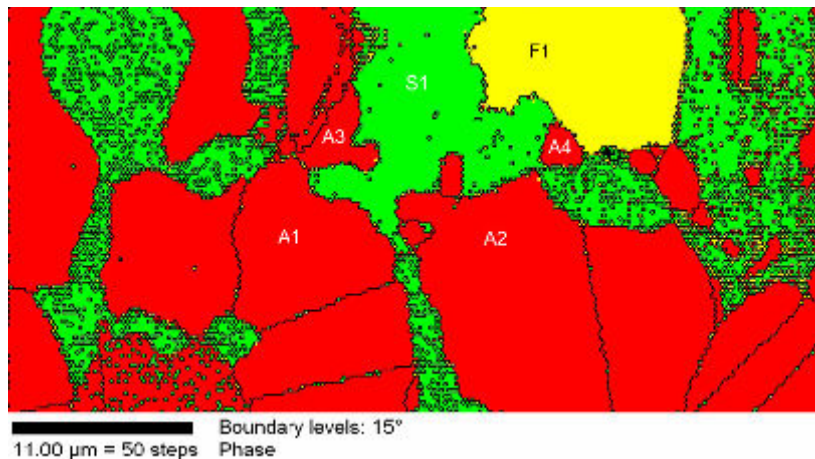 F1
S1
A3
A4
A1
A2
Boundary levels: 15°
11.00 µm = 50 steps Phase